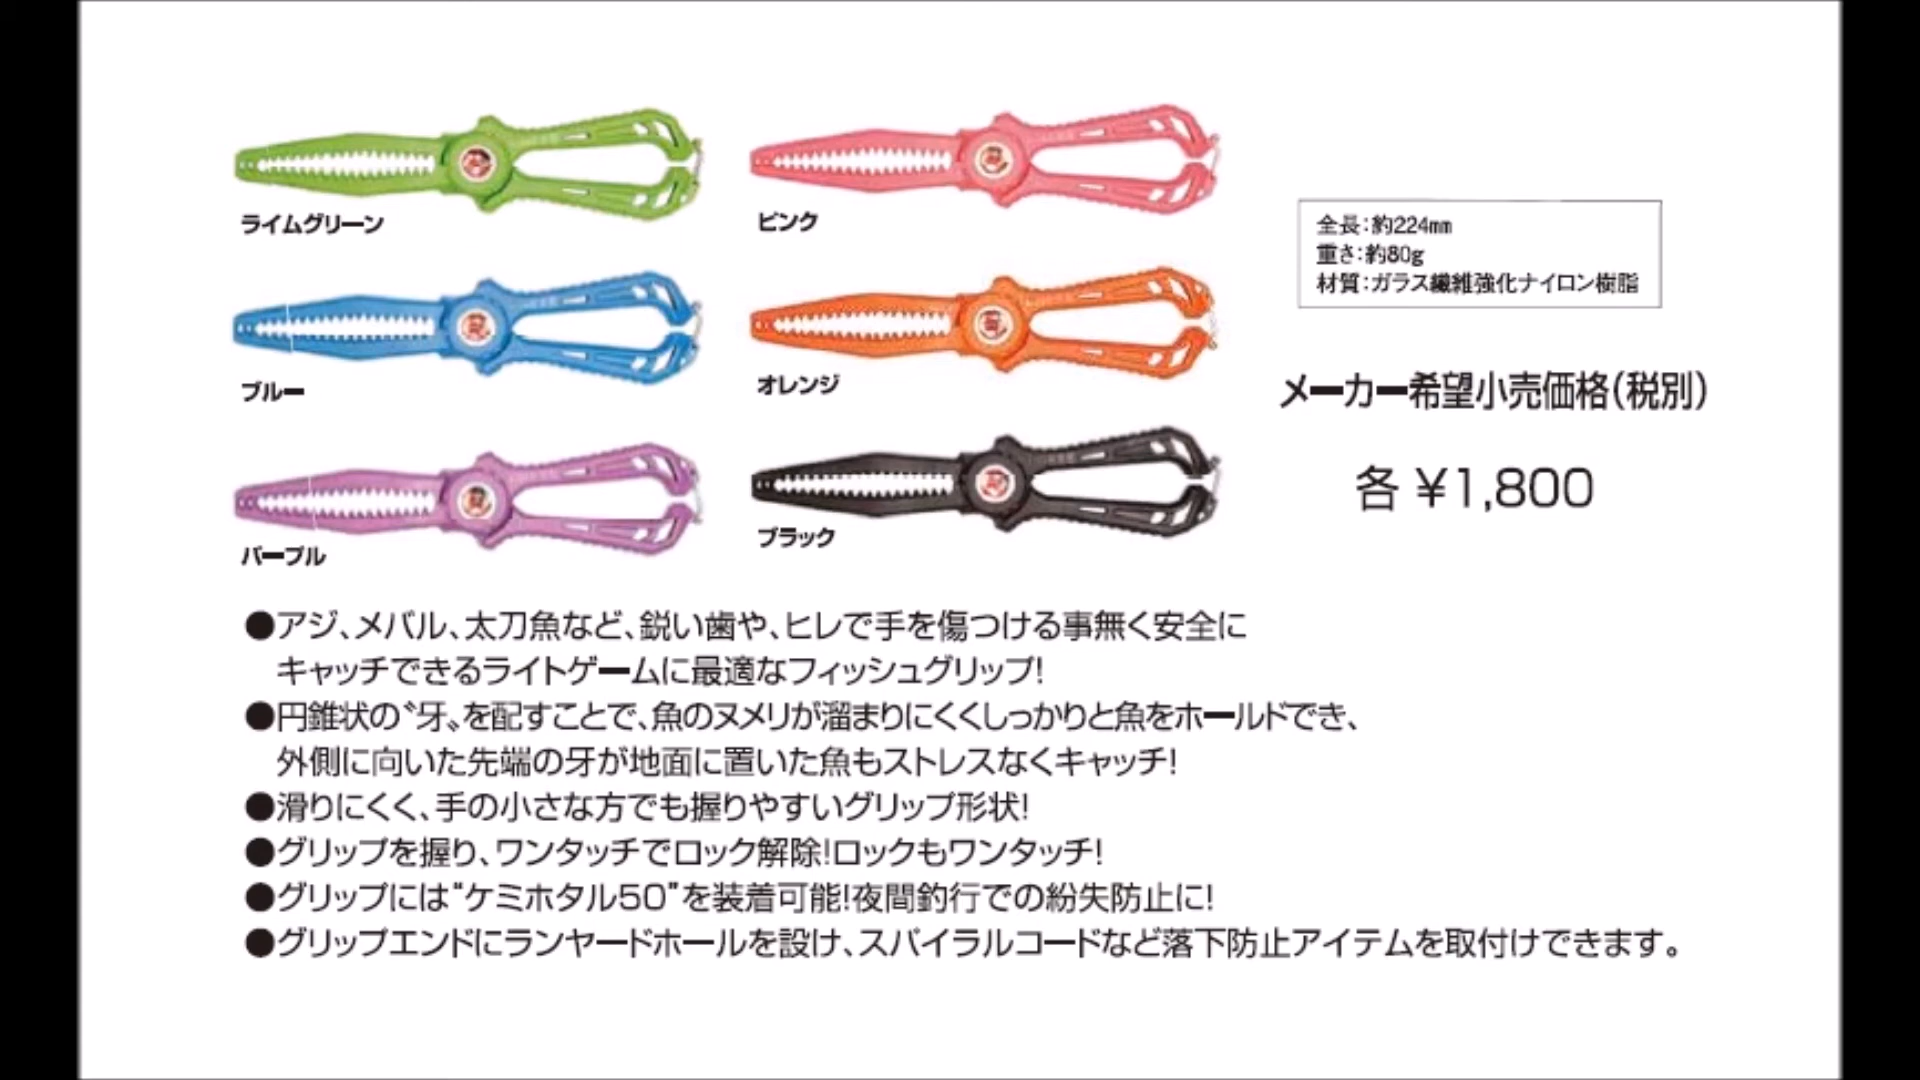 ライムグリーン
ピンク
全長:約224mm
重さ:約80g
材質:ガラス繊維強化ナイロン樹脂
ブルー
オレンジ
メーカー希望小売価格(税別)
各 ¥1,800
パープル
ブラック
●アジ、メバル、太刀魚など、鋭い歯や、ヒレで手を傷つける事無く安全に
キャッチできるライトゲームに最適なフィッシュグリップ!
●円錐状の〝牙〟を配すことで、魚のヌメリが溜まりにくくしっかりと魚をホールドでき、
外側に向いた先端の牙が地面に置いた魚もストレスなくキャッチ!
●滑りにくく、手の小さな方でも握りやすいグリップ形状!
●グリップを握り、ワンタッチでロック解除!ロックもワンタッチ!
●グリップには“ケミホタル50”を装着可能!夜間釣行での紛失防止に!
●グリップエンドにランヤードホールを設け、スパイラルコードなど落下防止アイテムを取付けできます。